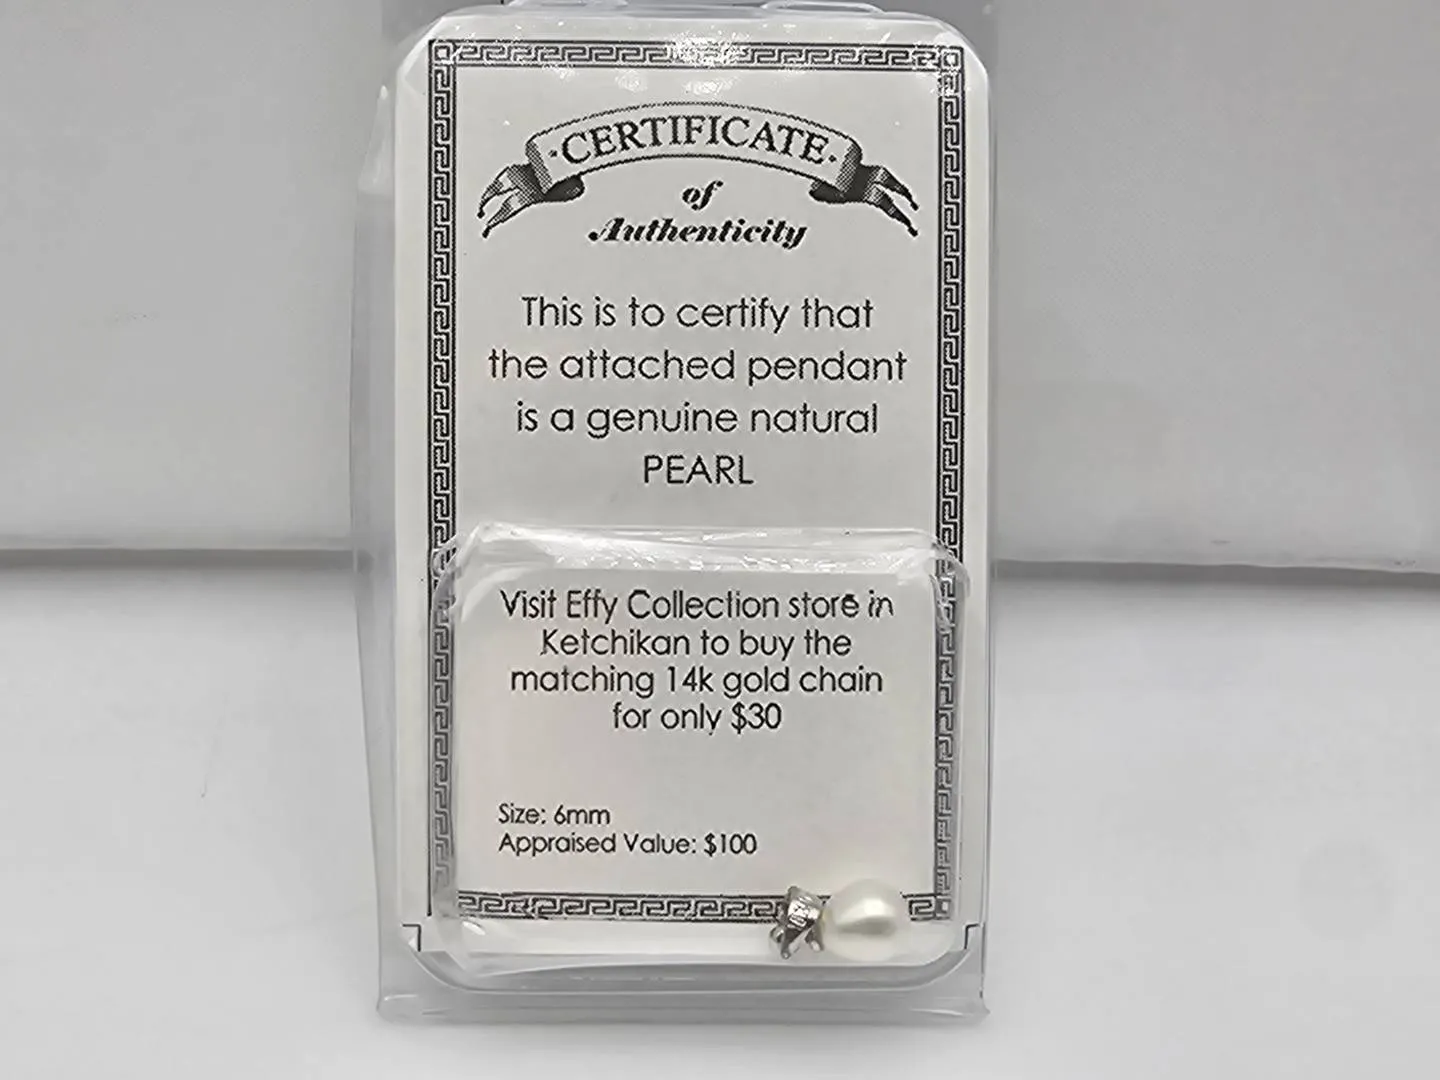 ·CERTIFICATE·
of
Authenticity
This is to certify that
the attached pendant
is a genuine natural
PEARL
Visit Effy Collection store in
Ketchikan to buy the
matching 14k gold chain
for only $30
Size: 6mm
Appraised Value: $100